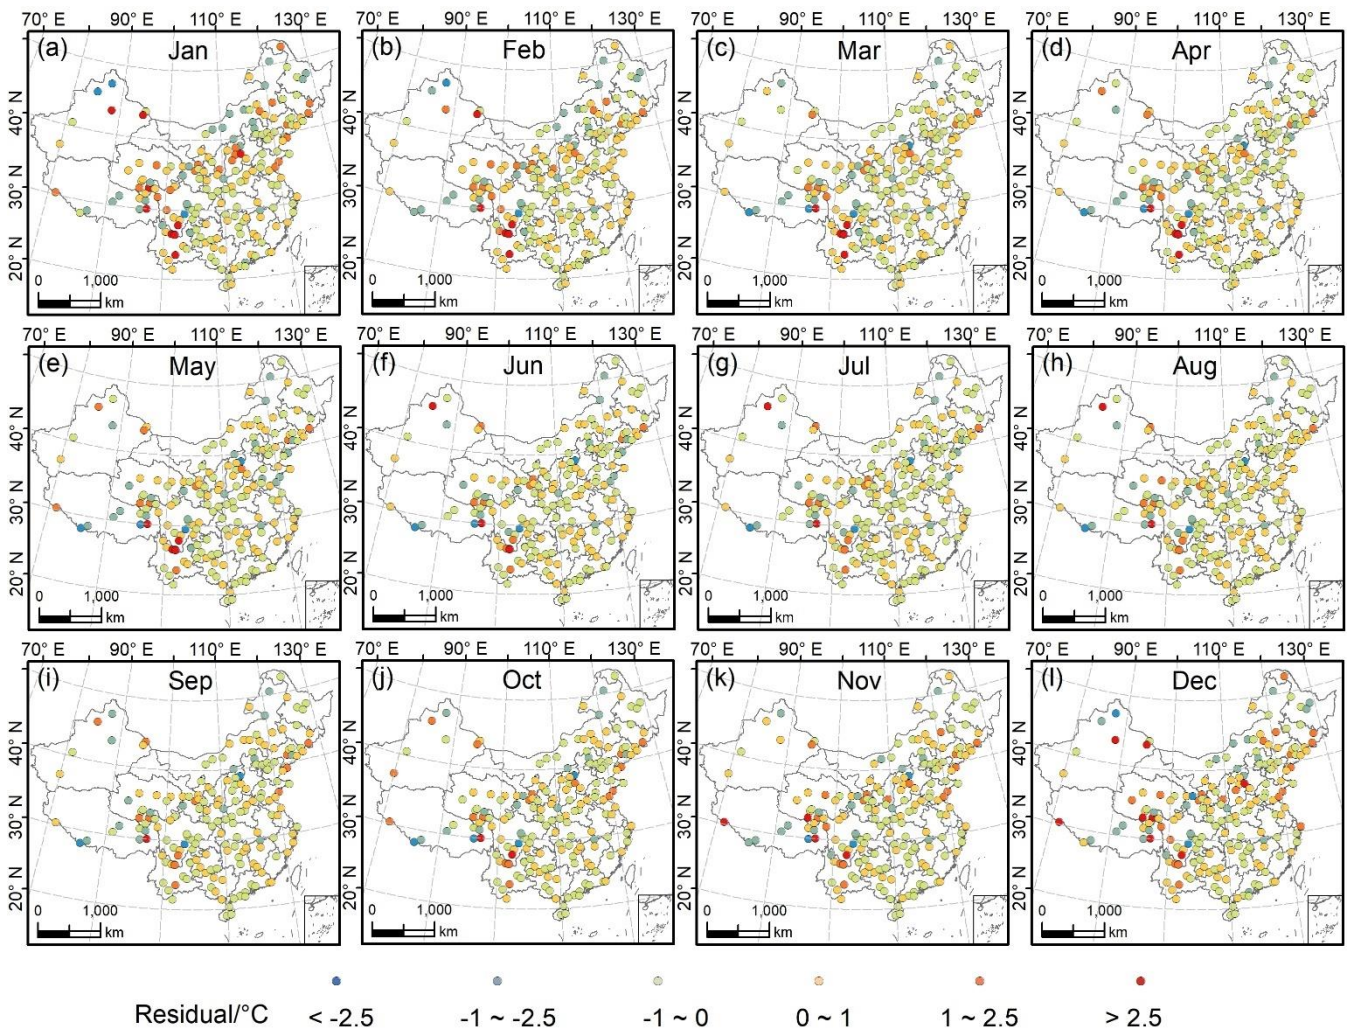 70° E 90° E 110° E 130° E 70° E 90° E 110° E 130° E 70° E 90° E 110° E 130° E 70° E 90° E 110° E 130° E
(a) Jan (b) Feb (c) Mar (d) Apr
40° N 40° N 40° N 40° N
30° N 30° N 30° N 30° N
20° N 20° N 20° N 20° N
0 1,000 0 1,000 0 1,000 0 1,000
km km km km
70° E 90° E 110° E 130° E 70° E 90° E 110° E 130° E 70° E 90° E 110° E 130° E 70° E 90° E 110° E 130° E
(e) May (f) Jun (g) Jul (h) Aug
40° N 40° N 40° N 40° N
30° N 30° N 30° N 30° N
20° N 20° N 20° N 20° N
0 1,000 0 1,000 0 1,000 0 1,000
km km km km
70° E 90° E 110° E 130° E 70° E 90° E 110° E 130° E 70° E 90° E 110° E 130° E 70° E 90° E 110° E 130° E
(i) Sep (j) Oct (k) Nov (l) Dec
40° N 40° N 40° N 40° N
30° N 30° N 30° N 30° N
20° N 20° N 20° N 20° N
0 1,000 0 1,000 0 1,000 0 1,000
km km km km
Residual/°C < -2.5 -1 ~ -2.5 -1 ~ 0 0 ~ 1 1 ~ 2.5 > 2.5